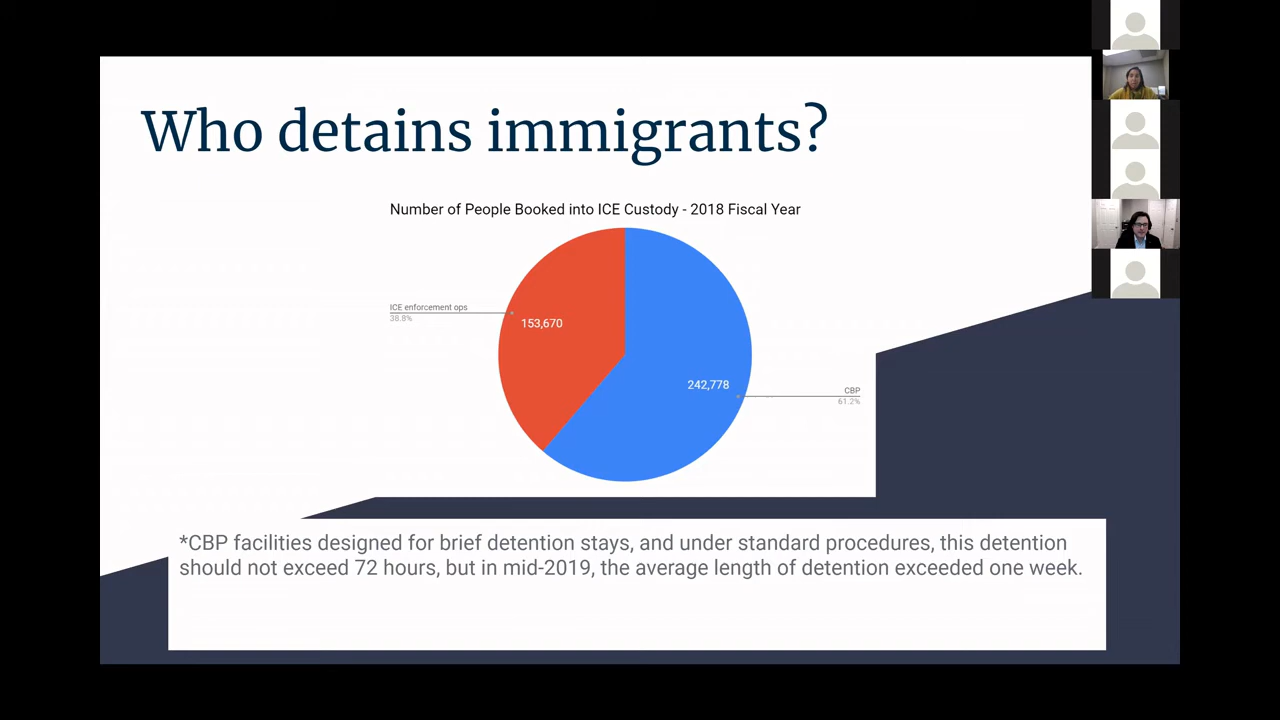 Who detains immigrants?
Number of People Booked into ICE Custody - 2018 Fiscal Year
ICE enforcement ops
38.8%
153,670
242,778
CBP
61.2%
*CBP facilities designed for brief detention stays, and under standard procedures, this detention
should not exceed 72 hours, but in mid-2019, the average length of detention exceeded one week.